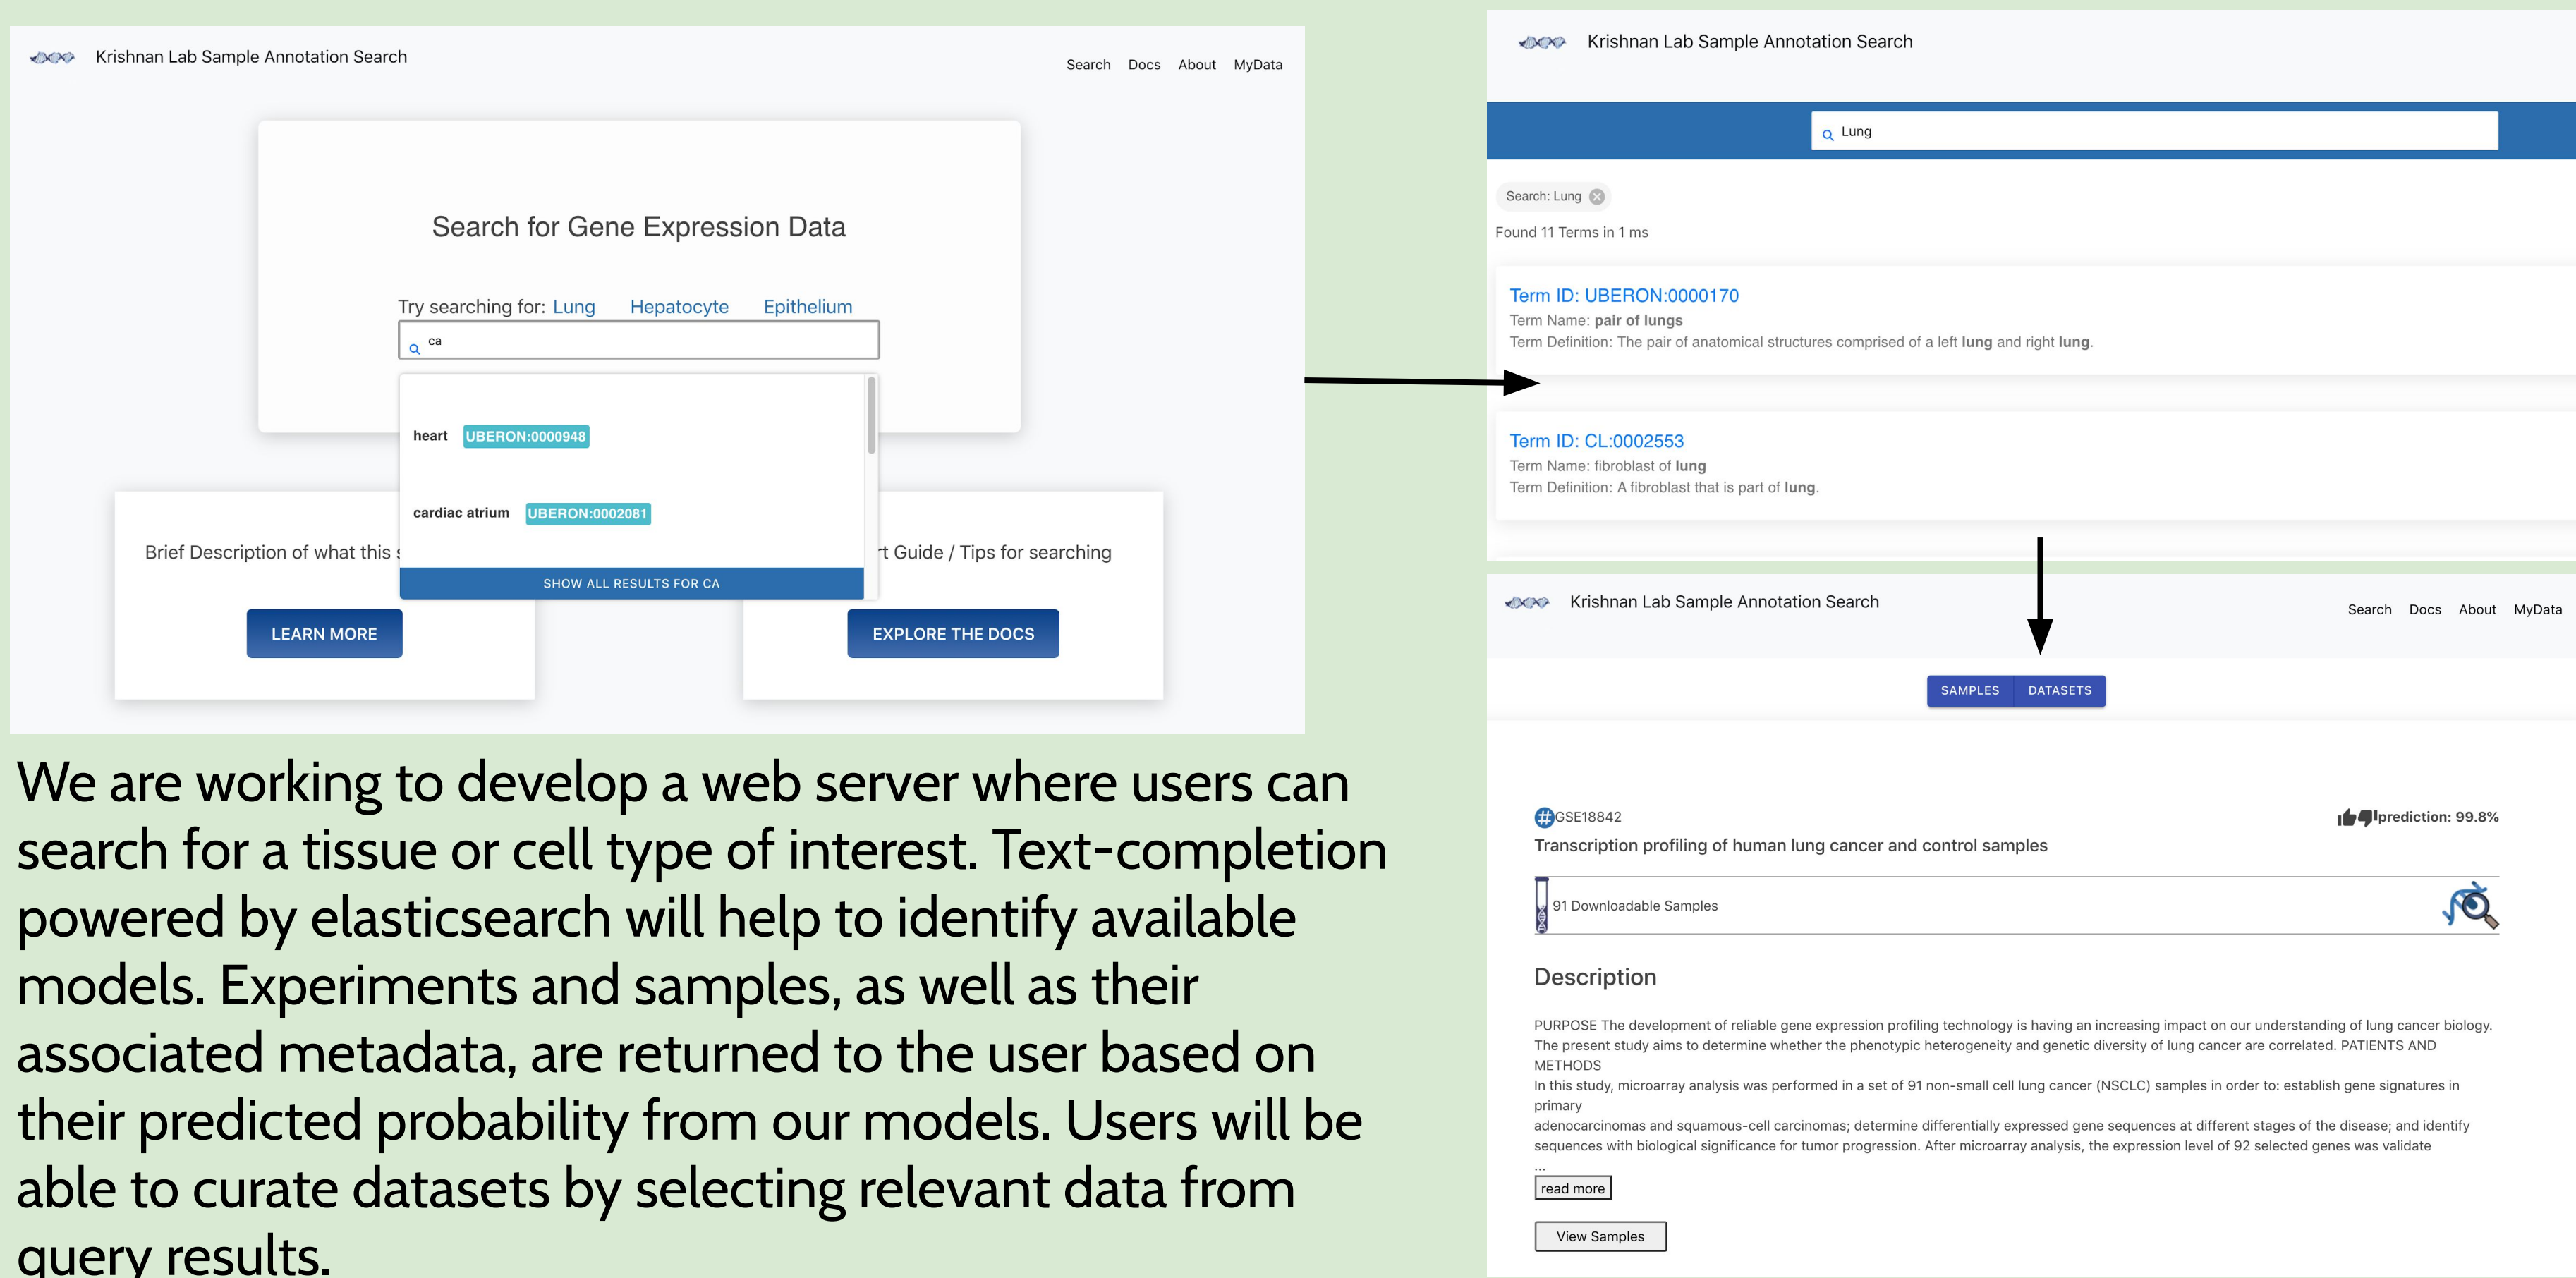 Krishnan Lab Sample Annotation Search
Search Docs About MyData
Search for Gene Expression Data
Try searching for: Lung Hepatocyte Epithelium
ca
heart UBERON:0000948
cardiac atrium UBERON:0002081
SHOW ALL RESULTS FOR CA
Brief Description of what this
LEARN MORE
Guide / Tips for searching
EXPLORE THE DOCS
We are working to develop a web server where users can
search for a tissue or cell type of interest. Text-completion
powered by elasticsearch will help to identify available
models. Experiments and samples, as well as their
associated metadata, are returned to the user based on
their predicted probability from our models. Users will be
able to curate datasets by selecting relevant data from
query results.
Krishnan Lab Sample Annotation Search
Lung
Search: Lung
Found 11 Terms in 1 ms
Term ID: UBERON:0000170
Term Name: pair of lungs
Term Definition: The pair of anatomical structures comprised of a left lung and right lung.
Term ID: CL:0002553
Term Name: fibroblast of lung
Term Definition: A fibroblast that is part of lung.
Krishnan Lab Sample Annotation Search
Search Docs About MyData
SAMPLES DATASETS
#GSE18842
prediction: 99.8%
Transcription profiling of human lung cancer and control samples
91 Downloadable Samples
Description
PURPOSE The development of reliable gene expression profiling technology is having an increasing impact on our understanding of lung cancer biology.
The present study aims to determine whether the phenotypic heterogeneity and genetic diversity of lung cancer are correlated. PATIENTS AND
METHODS
In this study, microarray analysis was performed in a set of 91 non-small cell lung cancer (NSCLC) samples in order to: establish gene signatures in
primary
adenocarcinomas and squamous-cell carcinomas; determine differentially expressed gene sequences at different stages of the disease; and identify
sequences with biological significance for tumor progression. After microarray analysis, the expression level of 92 selected genes was validate
...
read more
View Samples